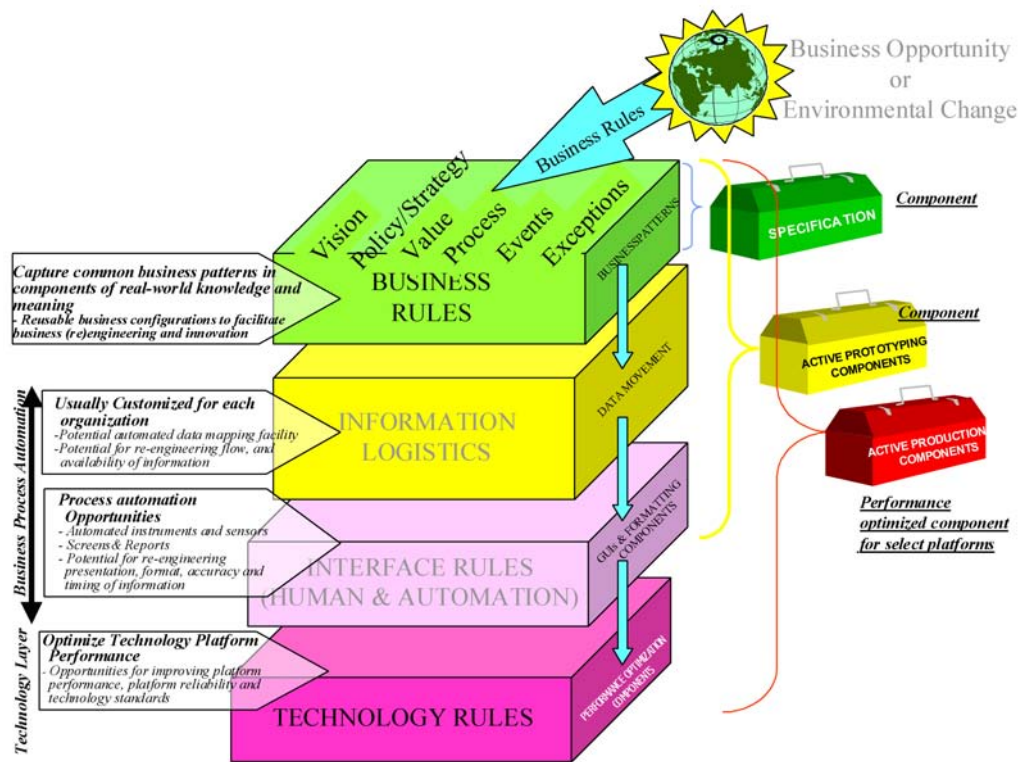 Business Opportunity
or
Environmental Change
Business Rules
Vision
Policy/Strategy
Value
Process
Events
Exceptions
BUSINESS
RULES
BUSINESSPATTERNS
Capture common business patterns in
components of real-world knowledge and
meaning
- Reusable business configurations to facilitate
business (re)engineering and innovation
Component
SPECIFICATION
Component
ACTIVE PROTOTYPING
COMPONENTS
ACTIVE PRODUCTION
COMPONENTS
Performance
optimized component
for select platforms
Business Process Automation
Usually Customized for each
organization
-Potential automated data mapping facility
-Potential for re-engineering flow, and
availability of information
INFORMATION
LOGISTICS
DATA MOVEMENT
Process automation
Opportunities
- Automated instruments and sensors
- Screens& Reports
- Potential for re-engineering
presentation, format, accuracy and
timing of information
INTERFACE RULES
(HUMAN & AUTOMATION)
GUIs & FORMATTING
COMPONENTS
Technology Layer
Optimize Technology Platform
Performance
- Opportunities for improving platform
performance, platform reliability and
technology standards
TECHNOLOGY RULES
PERFORMANCE OPTIMIZATION
COMPONENTS